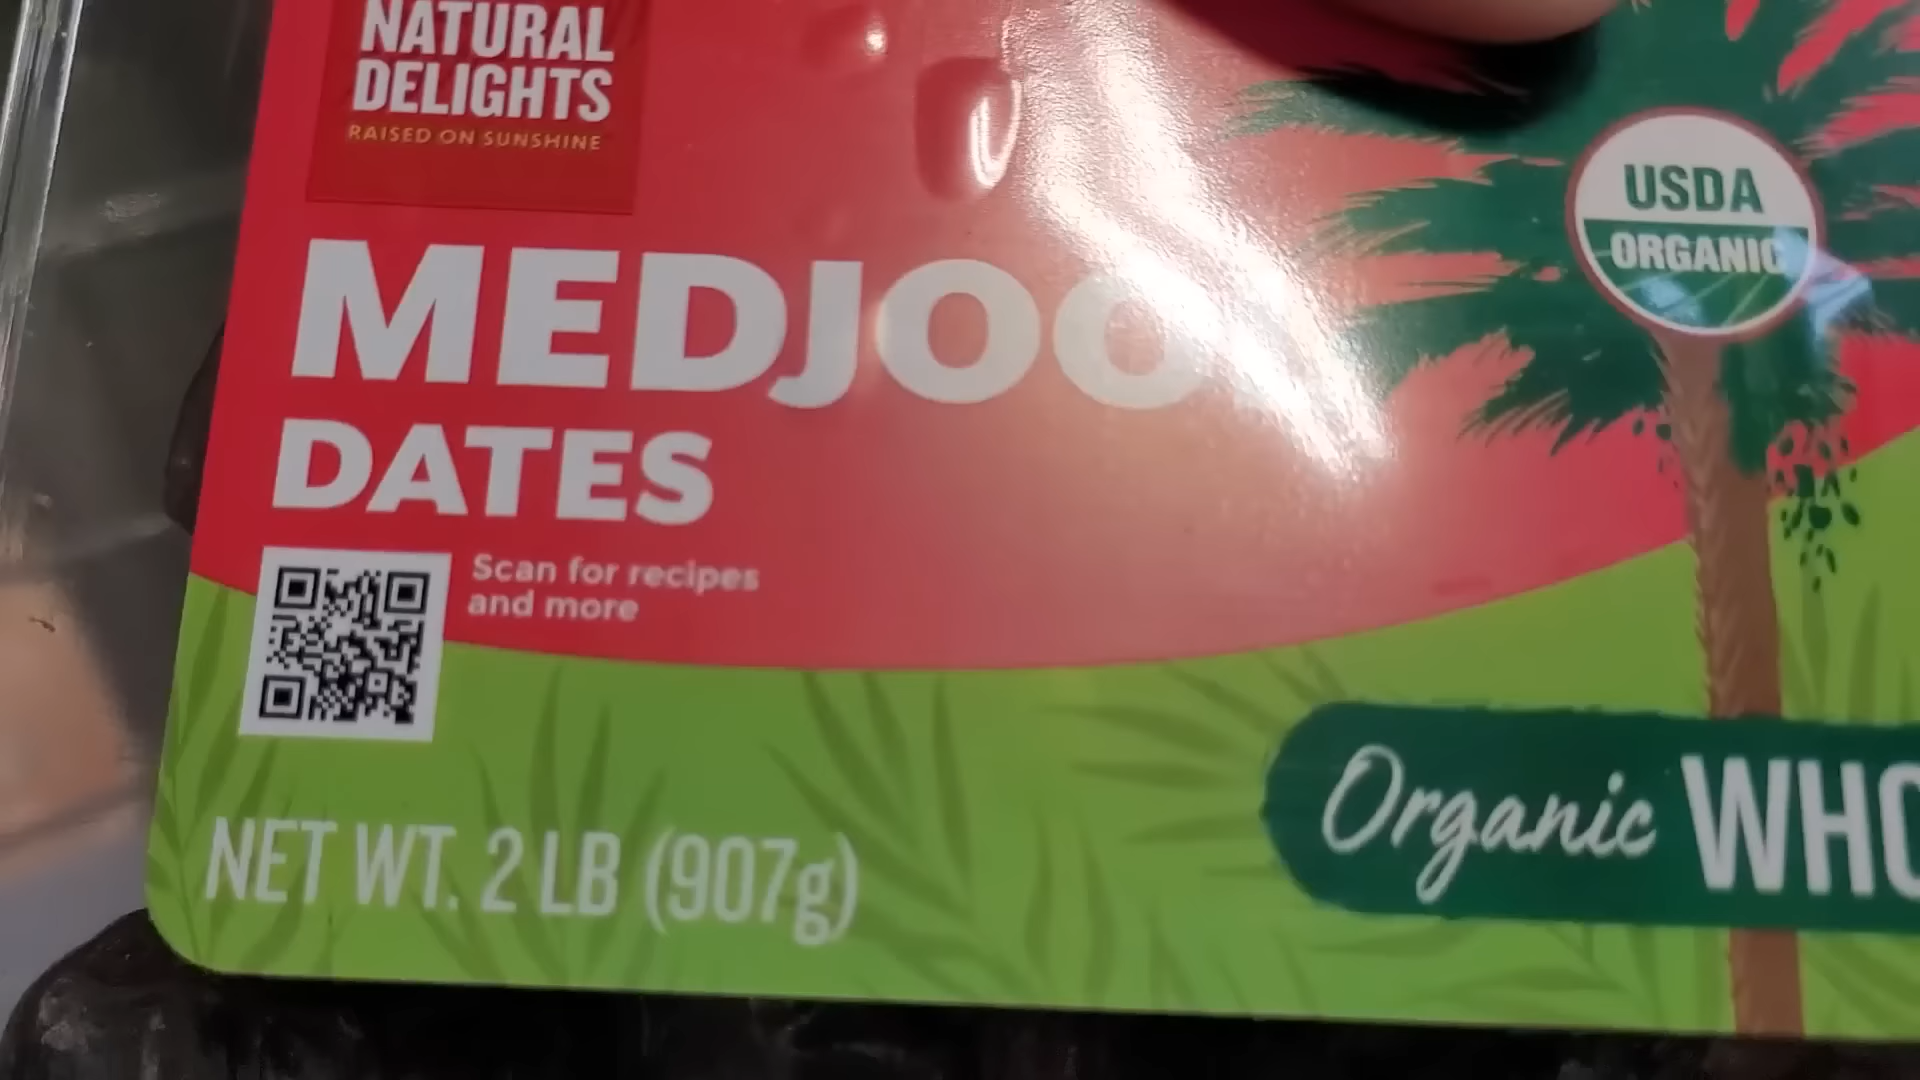 NATURAL
DELIGHTS
RAISED ON SUNSHINE
USDA
ORGANIC
MEDJOO
DATES
Scan for recipes
and more
Organic
NET WT. 2 LB (907g)